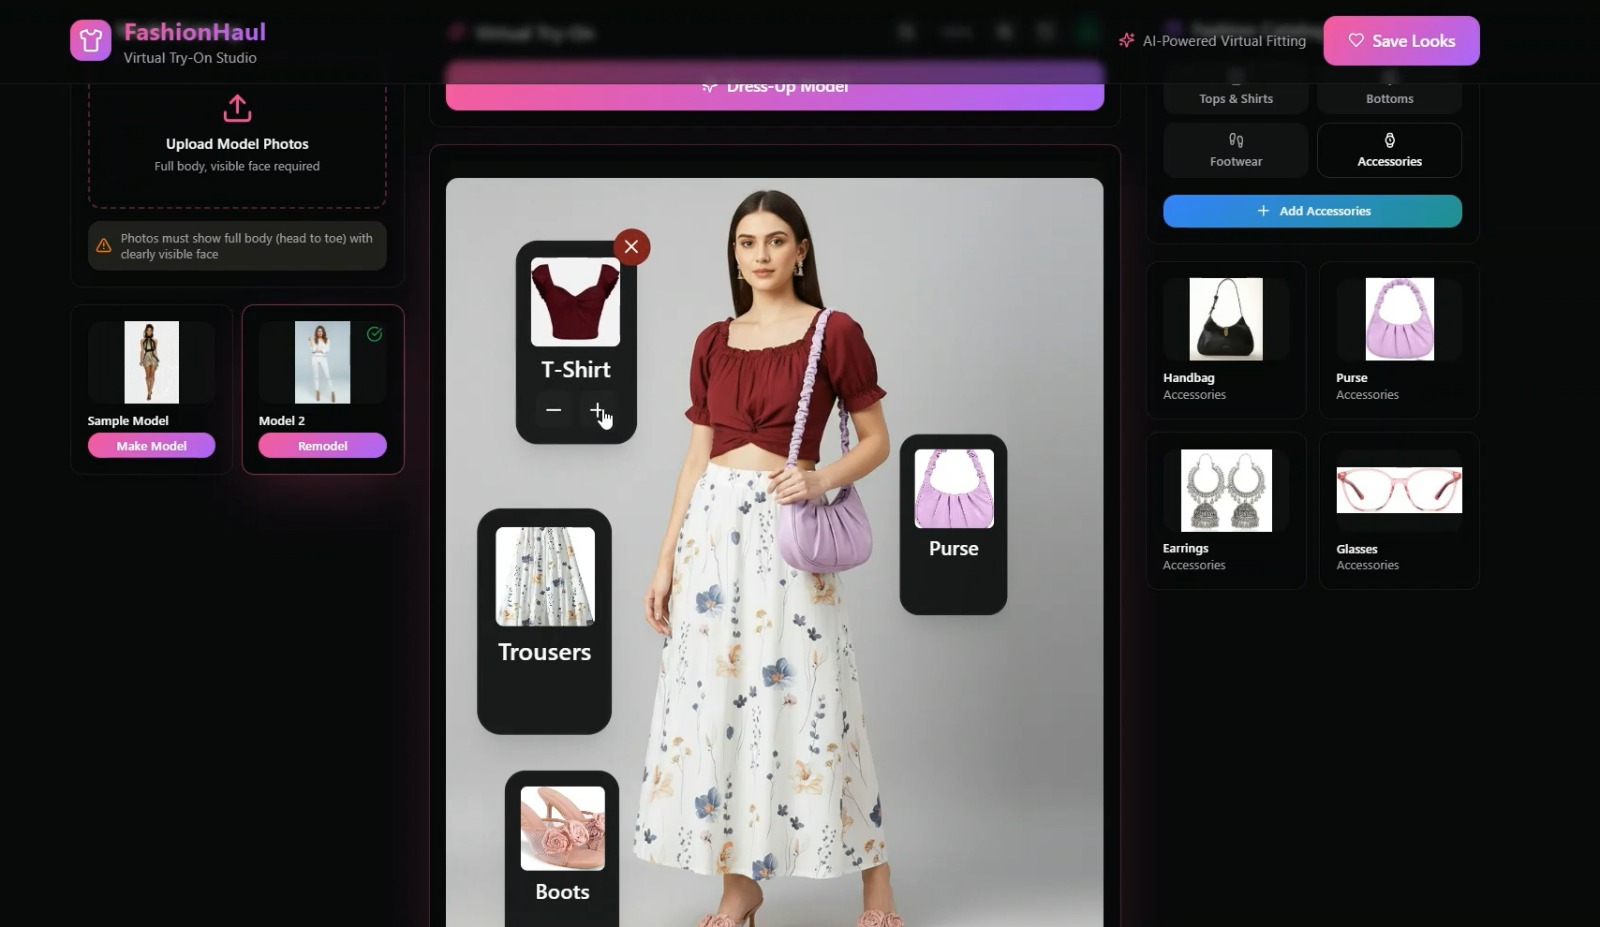 FashionHaul
Virtual Try-On Studio
Virtual Try-On
AI-Powered Virtual Fitting
Save Looks
Upload Model Photos
Full body, visible face required
Photos must show full body (head to toe) with
clearly visible face
Sample Model
Make Model
Model 2
Remodel
Dress-Up Model
T-Shirt
Trousers
Boots
Purse
Tops & Shirts
Bottoms
Footwear
Accessories
Add Accessories
Handbag
Accessories
Purse
Accessories
Earrings
Accessories
Glasses
Accessories